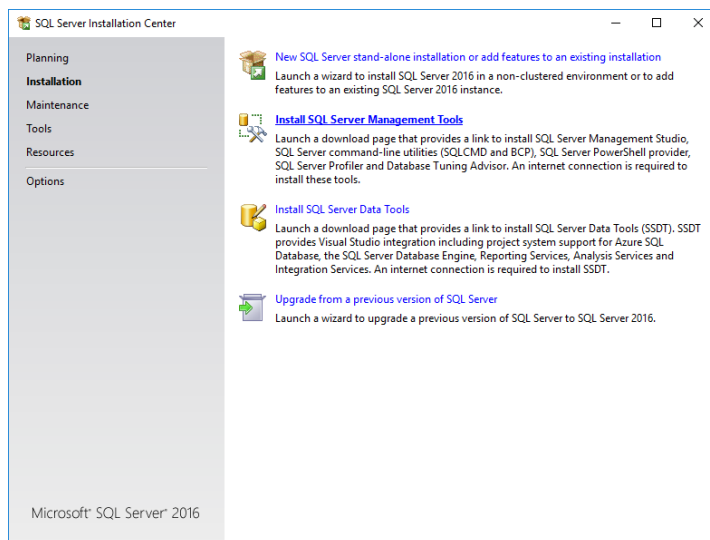 SQL Server Installation Center
Planning
Installation
Maintenance
Tools
Resources
Options
New SQL Server stand-alone installation or add features to an existing installation
Launch a wizard to install SQL Server 2016 in a non-clustered environment or to add
features to an existing SQL Server 2016 instance.
Install SQL Server Management Tools
Launch a download page that provides a link to install SQL Server Management Studio,
SQL Server command-line utilities (SQLCMD and BCP), SQL Server PowerShell provider,
SQL Server Profiler and Database Tuning Advisor. An internet connection is required to
install these tools.
Install SQL Server Data Tools
Launch a download page that provides a link to install SQL Server Data Tools (SSDT). SSDT
provides Visual Studio integration including project system support for Azure SQL
Database, the SQL Server Database Engine, Reporting Services, Analysis Services and
Integration Services. An internet connection is required to install SSDT.
Upgrade from a previous version of SQL Server
Launch a wizard to upgrade a previous version of SQL Server to SQL Server 2016.
Microsoft® SQL Server® 2016